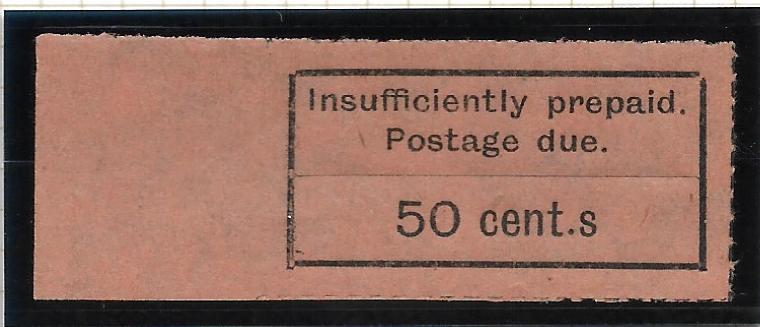 Insufficiently prepaid.
Postage due.
50 cent.s